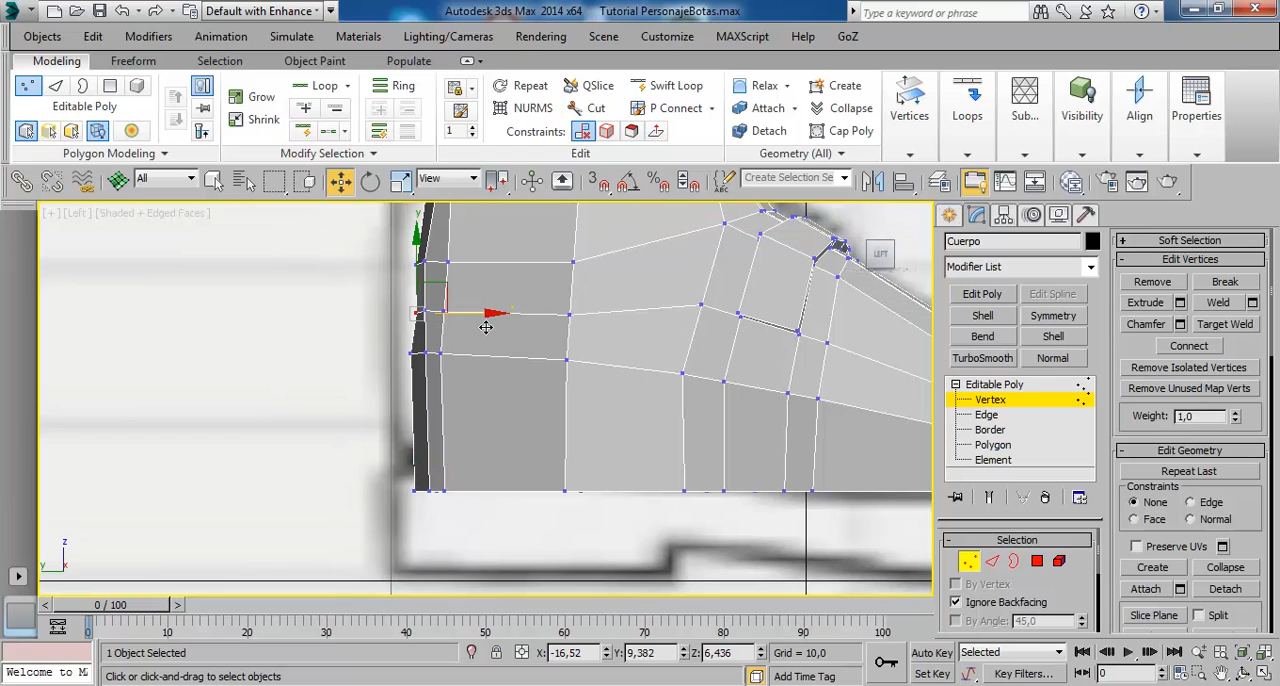 Default with Enhance
Autodesk 3ds Max 2014 x64 Tutorial PersonajeBotas.max
Type a keyword or phrase
Objects Edit Modifiers Animation Simulate Materials Lighting/Cameras Rendering Scene Customize MAXScript Help GoZ
Modeling Freeform Selection Object Paint Populate
Loop Ring Repeat QSlice Swift Loop Relax Create
Grow NURMS Cut P Connect Attach Collapse
Editable Poly Shrink 1 Constraints: Detach Cap Poly
Vertices Loops Sub... Visibility Align Properties
Polygon Modeling Modify Selection Edit Geometry (All)
All View 3 Create Selection Se
[+] [Left] [Shaded + Edged Faces]
y
LEFT
z
y x
Cuerpo
Modifier List
Edit Poly Edit Spline
Shell Symmetry
Bend Shell
TurboSmooth Normal
Editable Poly
Vertex
Edge
Border
Polygon
Element
Selection
By Vertex
Ignore Backfacing
By Angle: 45,0
Soft Selection
Edit Vertices
Remove Break
Extrude Weld
Chamfer Target Weld
Connect
Remove Isolated Vertices
Remove Unused Map Verts
Weight: 1,0
Edit Geometry
Repeat Last
Constraints
None Edge
Face Normal
Preserve UVs
Create Collapse
Attach Detach
Slice Plane Split
0 / 100
0 10 20 30 40 50 60 70 80 90 100
1 Object Selected X: -16,52 Y: 9,382 Z: 6,436 Grid = 10,0 Auto Key Selected
Welcome to M Click or click-and-drag to select objects Add Time Tag Set Key Key Filters... 0